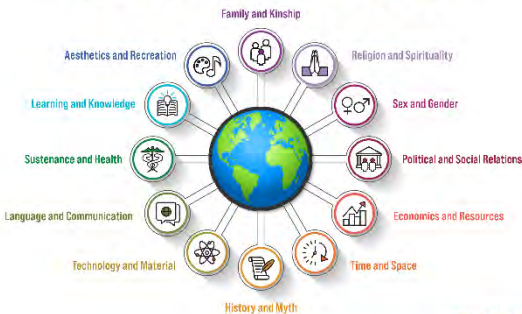 Family and Kinship
Aesthetics and Recreation
Religion and Spirituality
Learning and Knowledge
Sex and Gender
Sustenance and Health
Political and Social Relations
Language and Communication
Economics and Resources
Technology and Material
Time and Space
History and Myth